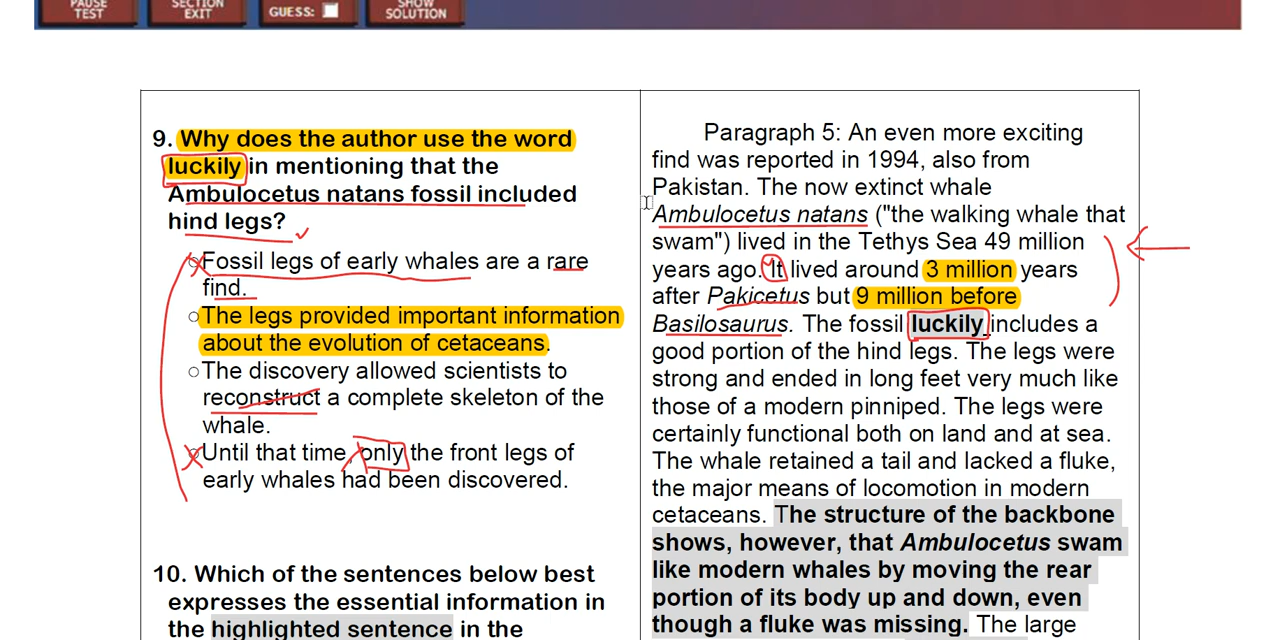 PAUSE
TEST
SECTION
EXIT
GUESS:
SHOW
SOLUTION
9. Why does the author use the word
luckily in mentioning that the
Ambulocetus natans fossil included
hind legs?
Fossil legs of early whales are a rare
find.
The legs provided important information
about the evolution of cetaceans.
The discovery allowed scientists to
reconstruct a complete skeleton of the
whale.
Until that time, only the front legs of
early whales had been discovered.
10. Which of the sentences below best
expresses the essential information in
the highlighted sentence in the
Paragraph 5: An even more exciting
find was reported in 1994, also from
Pakistan. The now extinct whale
Ambulocetus natans ("the walking whale that
swam") lived in the Tethys Sea 49 million
years ago. It lived around 3 million years
after Pakicetus but 9 million before
Basilosaurus. The fossil luckily includes a
good portion of the hind legs. The legs were
strong and ended in long feet very much like
those of a modern pinniped. The legs were
certainly functional both on land and at sea.
The whale retained a tail and lacked a fluke,
the major means of locomotion in modern
cetaceans. The structure of the backbone
shows, however, that Ambulocetus swam
like modern whales by moving the rear
portion of its body up and down, even
though a fluke was missing. The large